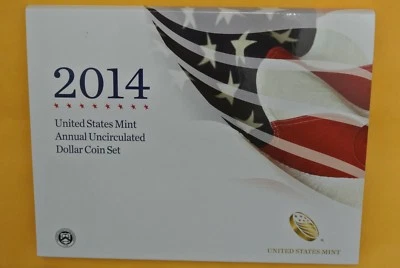 2014
United States Mint
Annual Uncirculated
Dollar Coin Set
UNITED STATES MINT